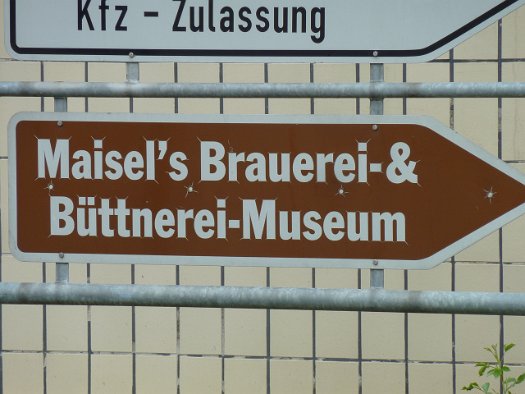 Kfz - Zulassung
Maisel's Brauerei-&
Büttnerei-Museum